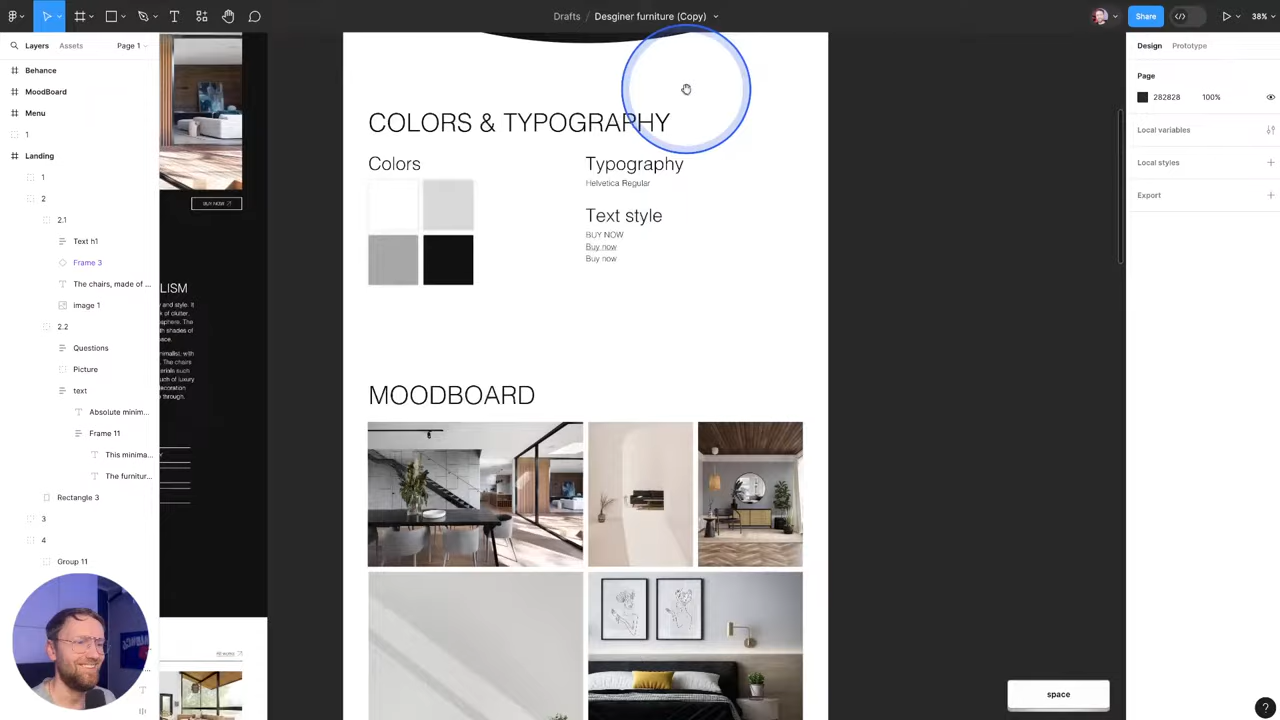 Drafts / Desginer furniture (Copy)
Share
38%
Layers
Assets
Page 1
Behance
MoodBoard
Menu
1
Landing
1
2
2.1
Text h1
Frame 3
The chairs, made of ...
image 1
2.2
Questions
Picture
text
Absolute minim...
Frame 11
This minima...
The furnitur...
Rectangle 3
3
4
Group 11
BUY NOW
LISM
COLORS & TYPOGRAPHY
Colors
Typography
Helvetica Regular
Text style
BUY NOW
Buy now
Buy now
MOODBOARD
Design
Prototype
Page
282828
100%
Local variables
Local styles
Export
space
?